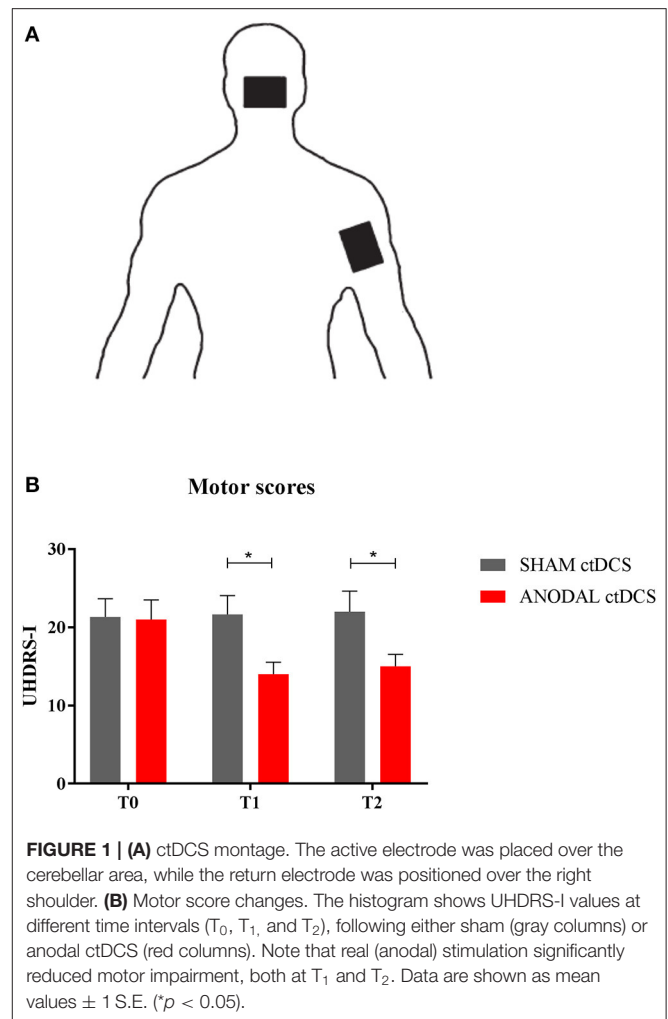 A
B
Motor scores
30
20
10
0
UHDRS-I
*
*
SHAM ctDCS
ANODAL ctDCS
T0
T1
T2
FIGURE 1 | (A) ctDCS montage. The active electrode was placed over the
cerebellar area, while the return electrode was positioned over the right
shoulder. (B) Motor score changes. The histogram shows UHDRS-I values at
different time intervals (T₀, T₁, and T₂), following either sham (gray columns) or
anodal ctDCS (red columns). Note that real (anodal) stimulation significantly
reduced motor impairment, both at T₁ and T₂. Data are shown as mean
values ± 1 S.E. (*p < 0.05).